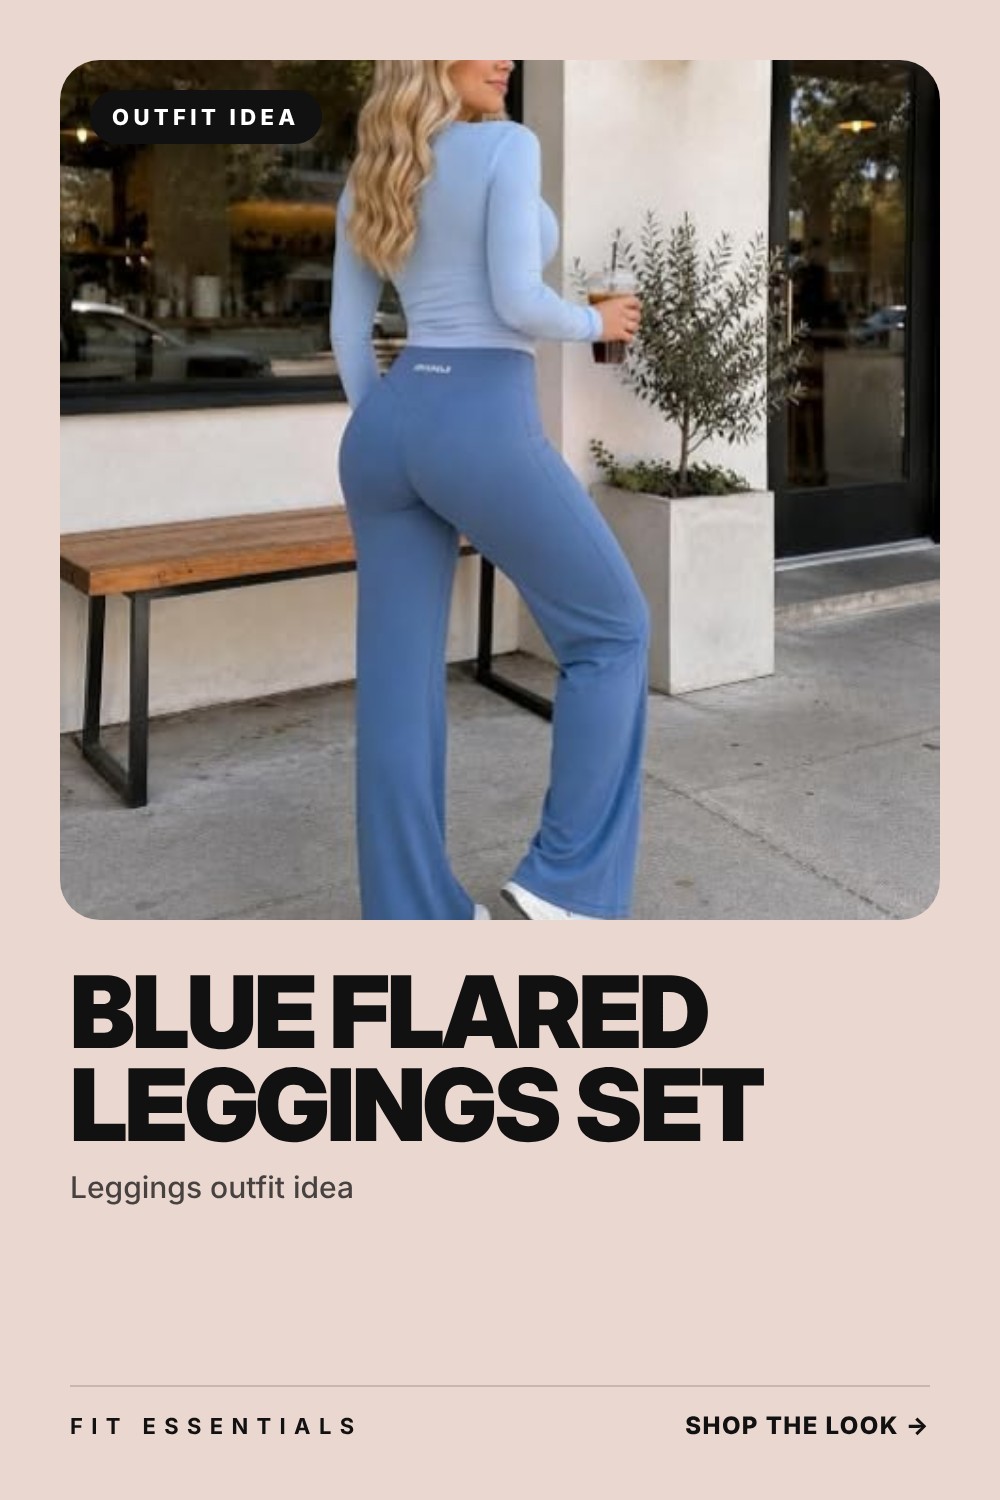 OUTFIT IDEA
BLUE FLARED
LEGGINGS SET
Leggings outfit idea
FIT ESSENTIALS
SHOP THE LOOK →